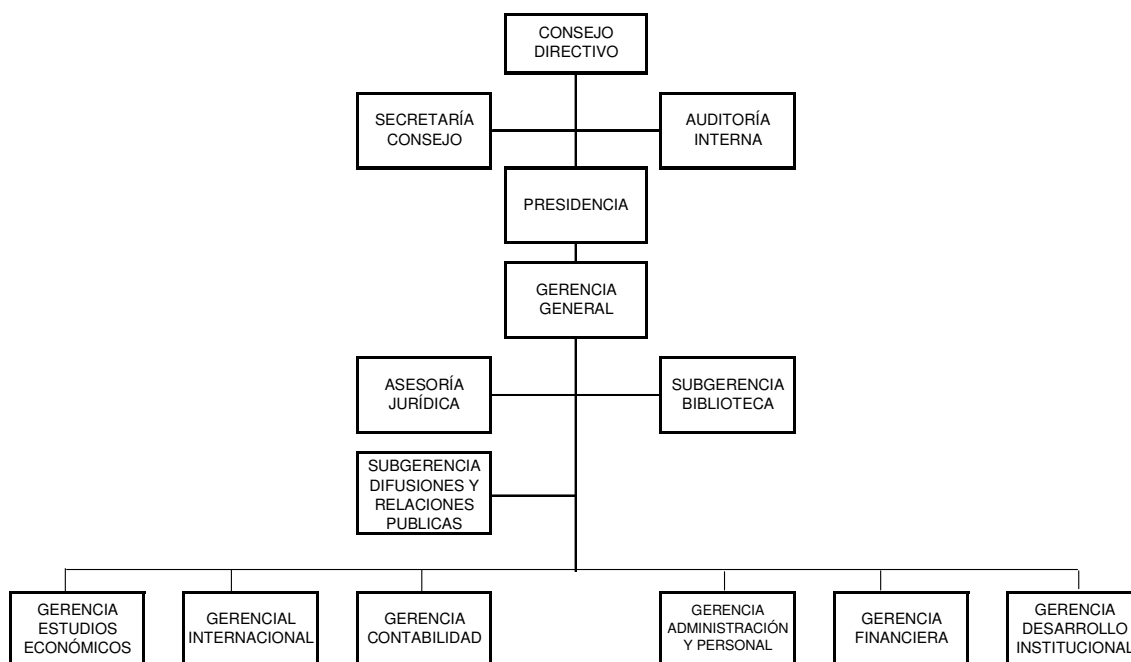 CONSEJO
DIRECTIVO
SECRETARÍA
CONSEJO
AUDITORÍA
INTERNA
PRESIDENCIA
GERENCIA
GENERAL
ASESORÍA
JURÍDICA
SUBGERENCIA
BIBLIOTECA
SUBGERENCIA
DIFUSIONES Y
RELACIONES
PUBLICAS
GERENCIA
ESTUDIOS
ECONÓMICOS
GERENCIAL
INTERNACIONAL
GERENCIA
CONTABILIDAD
GERENCIA
ADMINISTRACIÓN
Y PERSONAL
GERENCIA
FINANCIERA
GERENCIA
DESARROLLO
INSTITUCIONAL